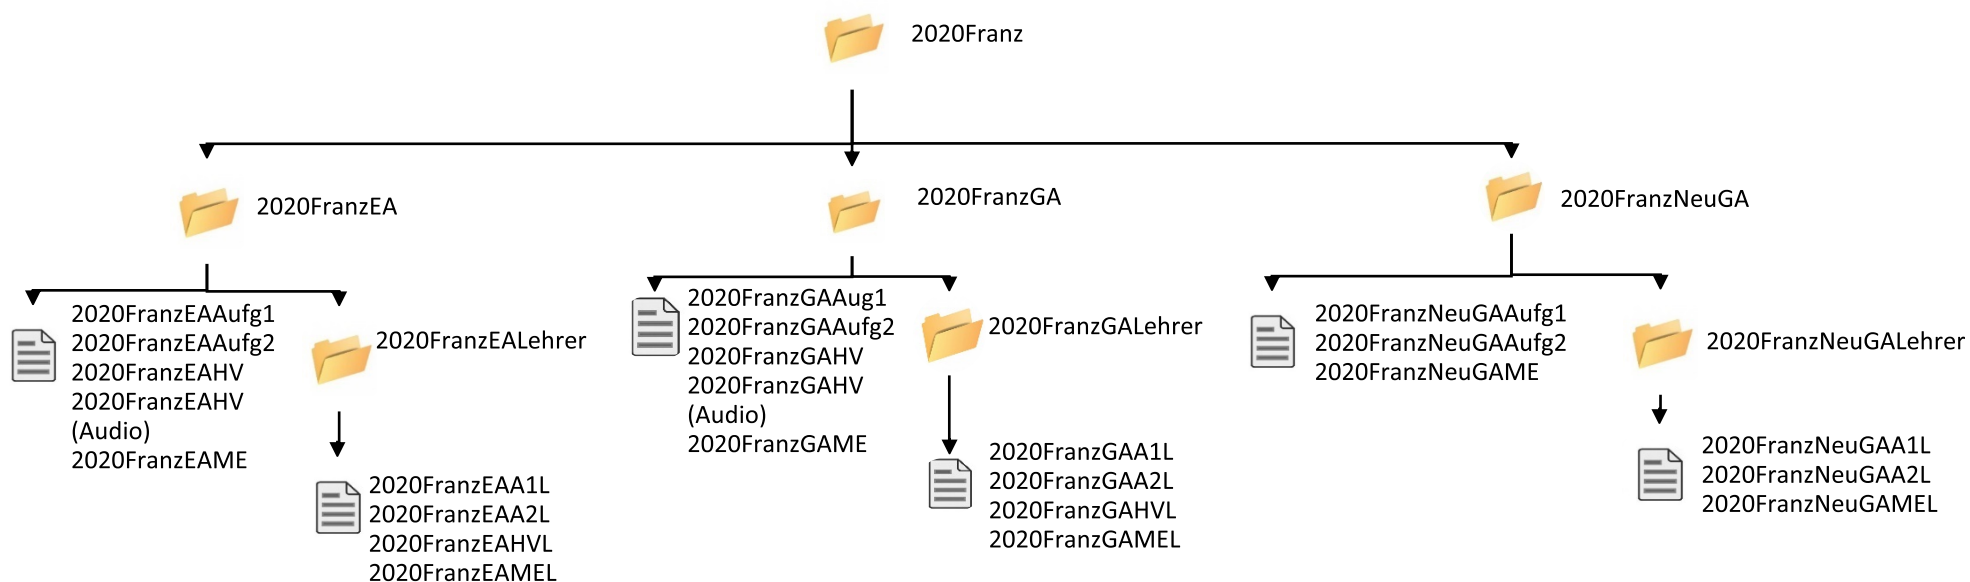 2020Franz
2020FranzEA
2020FranzGA
2020FranzNeuGA
2020FranzEAAufg1
2020FranzEAAufg2
2020FranzEAHV
2020FranzEAHV
(Audio)
2020FranzEAME
2020FranzEALehrer
2020FranzEAA1L
2020FranzEAA2L
2020FranzEAHVL
2020FranzEAMEL
2020FranzGAAug1
2020FranzGAAufg2
2020FranzGAHV
2020FranzGAHV
(Audio)
2020FranzGAME
2020FranzGALehrer
2020FranzGAA1L
2020FranzGAA2L
2020FranzGAHVL
2020FranzGAMEL
2020FranzNeuGAAufg1
2020FranzNeuGAAufg2
2020FranzNeuGAME
2020FranzNeuGALehrer
2020FranzNeuGAA1L
2020FranzNeuGAA2L
2020FranzNeuGAMEL